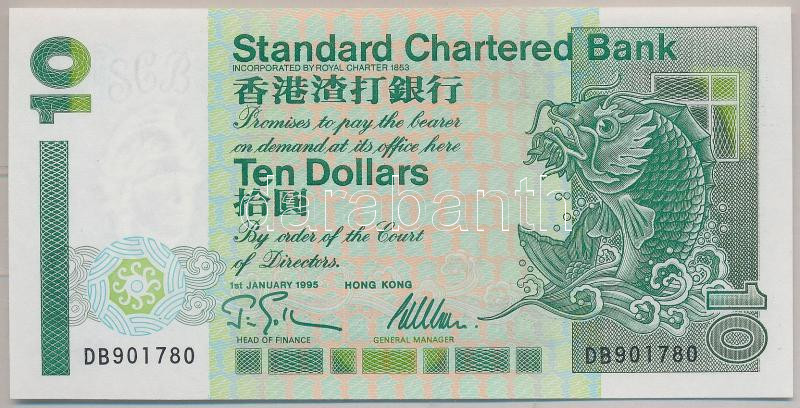 10
Standard Chartered Bank
INCORPORATED BY ROYAL CHARTER 1853
香港渣打銀行
Promises to pay the bearer
on demand at its office here
Ten Dollars
拾圓
By order of the Court
of Directors.
1st JANUARY 1995 HONG KONG
HEAD OF FINANCE GENERAL MANAGER
DB901780 DB901780
10
darabanth